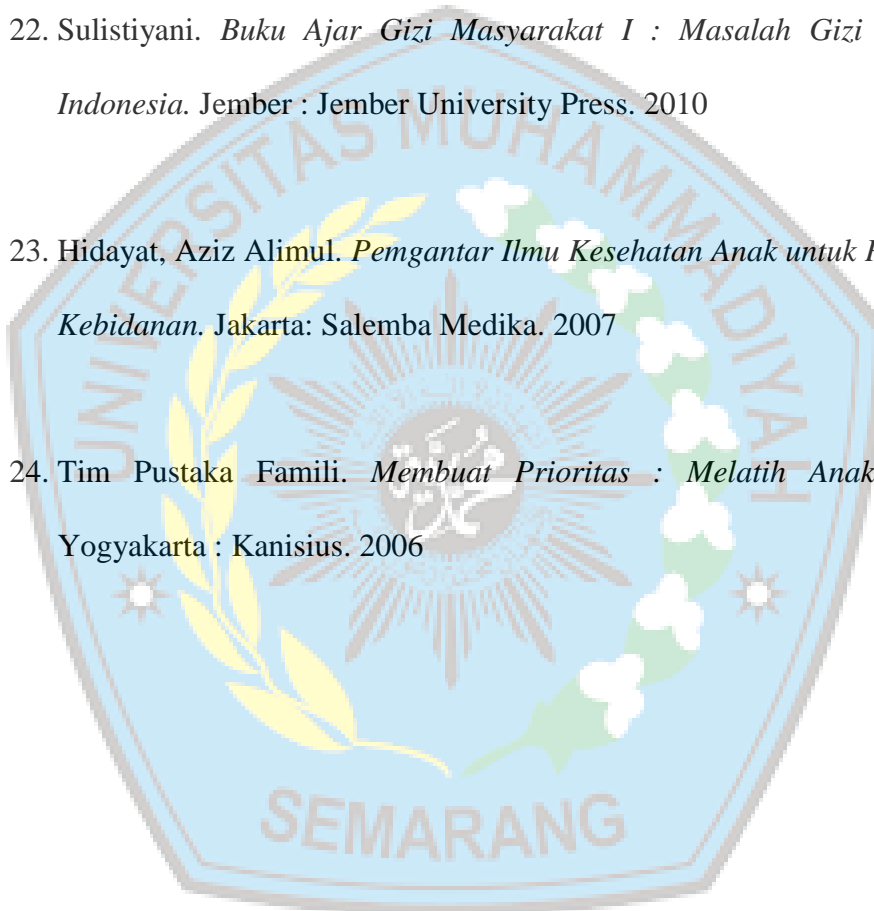 22. Sulistiyani. Buku Ajar Gizi Masyarakat I : Masalah Gizi
Indonesia. Jember : Jember University Press. 2010
23. Hidayat, Aziz Alimul. Pemgantar Ilmu Kesehatan Anak untuk
Kebidanan. Jakarta: Salemba Medika. 2007
24. Tim Pustaka Famili. Membuat Prioritas : Melatih Anak
Yogyakarta : Kanisius. 2006
UNIVERSITAS MUHAMMADIYAH
SEMARANG